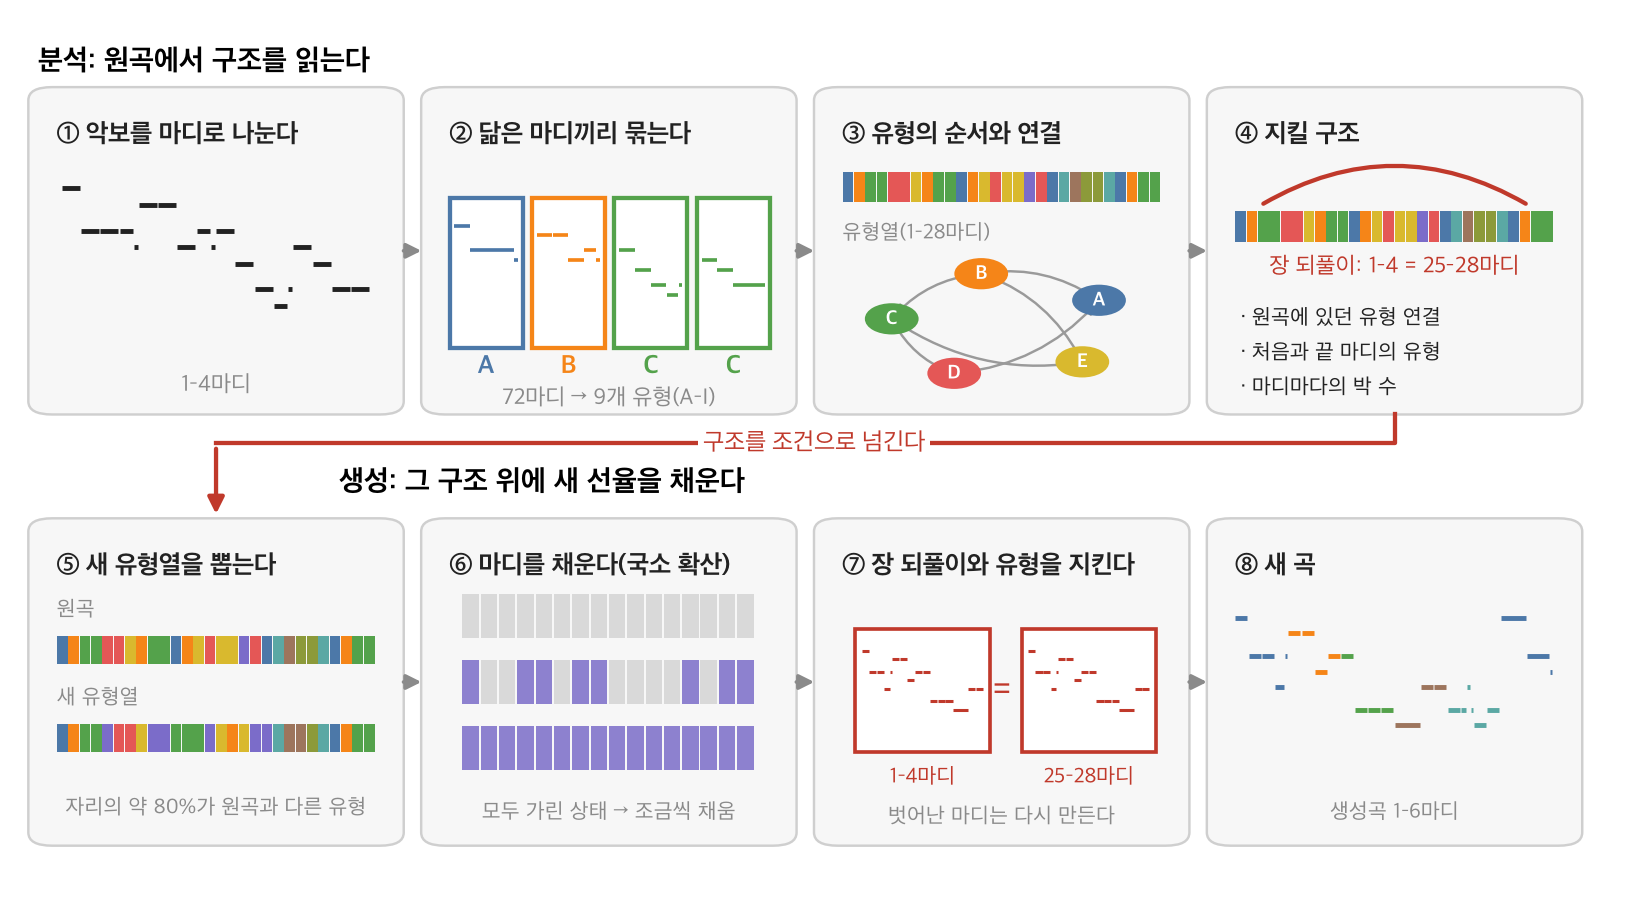 분석: 원곡에서 구조를 읽는다
① 악보를 마디로 나눈다
1-4마디
② 닮은 마디끼리 묶는다
A B C C
72마디 → 9개 유형(A-I)
③ 유형의 순서와 연결
유형열(1-28마디)
B
A
C
E
D
④ 지킬 구조
장 되풀이: 1-4 = 25-28마디
· 원곡에 있던 유형 연결
· 처음과 끝 마디의 유형
· 마디마다의 박 수
구조를 조건으로 넘긴다
생성: 그 구조 위에 새 선율을 채운다
⑤ 새 유형열을 뽑는다
원곡
새 유형열
자리의 약 80%가 원곡과 다른 유형
⑥ 마디를 채운다(국소 확산)
모두 가린 상태 → 조금씩 채움
⑦ 장 되풀이와 유형을 지킨다
=
1-4마디 25-28마디
벗어난 마디는 다시 만든다
⑧ 새 곡
생성곡 1-6마디